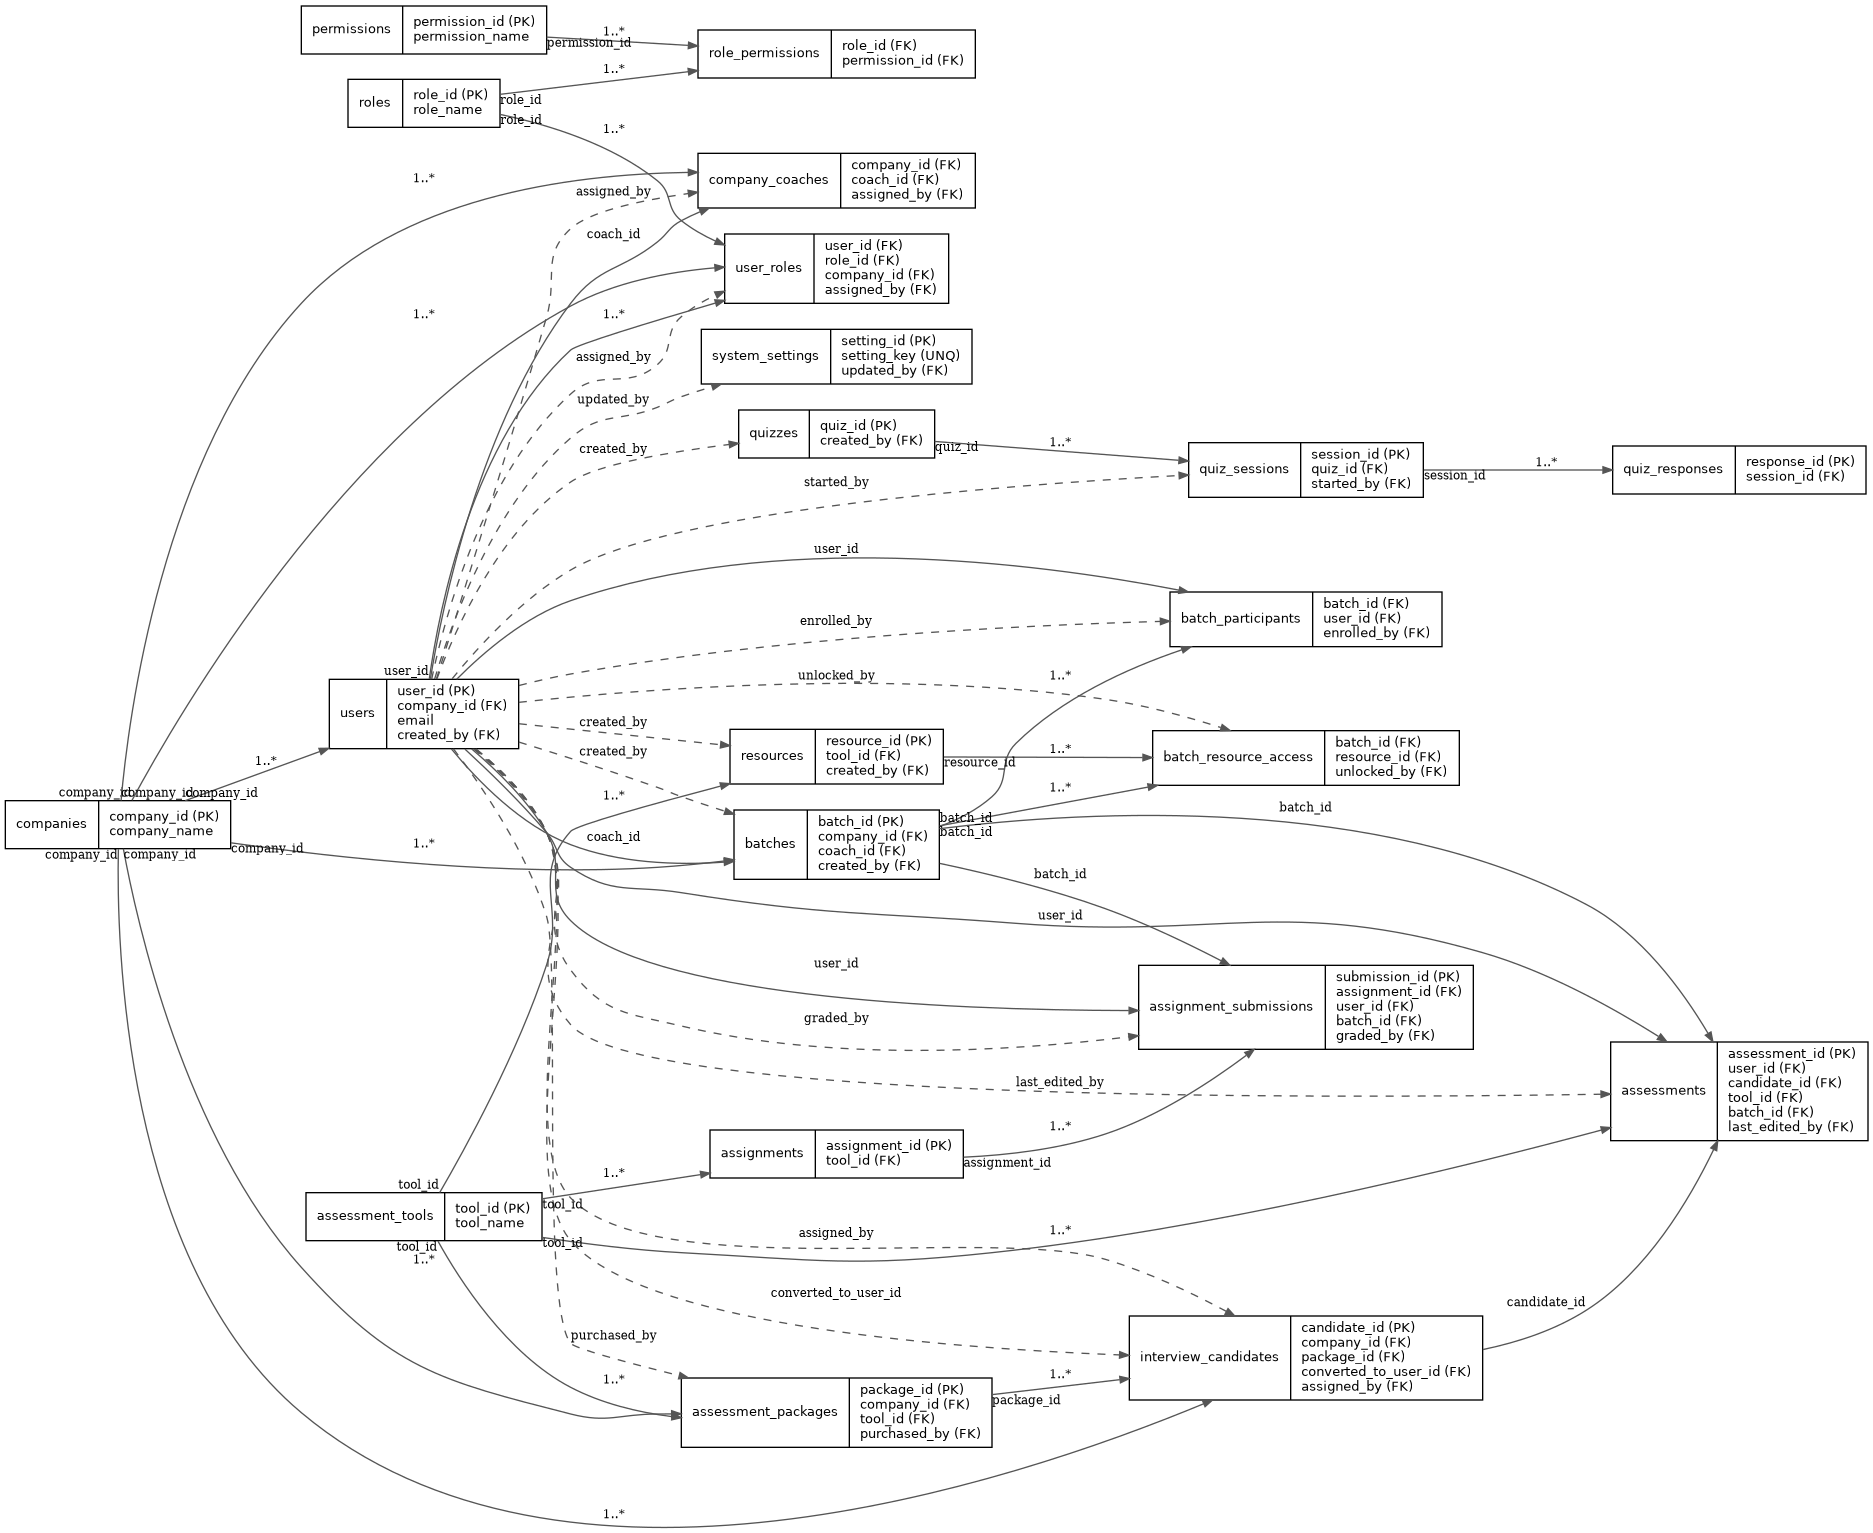 permissions
permission_id (PK)
permission_name
1..*
permission_id
role_permissions
role_id (FK)
permission_id (FK)
roles
role_id (PK)
role_name
1..*
role_id
role_id
1..*
company_coaches
company_id (FK)
coach_id (FK)
assigned_by (FK)
1..*
assigned_by
coach_id
user_roles
user_id (FK)
role_id (FK)
company_id (FK)
assigned_by (FK)
1..*
1..*
assigned_by
system_settings
setting_id (PK)
setting_key (UNQ)
updated_by (FK)
updated_by
quizzes
quiz_id (PK)
created_by (FK)
created_by
quiz_id
1..*
started_by
quiz_sessions
session_id (PK)
quiz_id (FK)
started_by (FK)
session_id
1..*
quiz_responses
response_id (PK)
session_id (FK)
user_id
enrolled_by
batch_participants
batch_id (FK)
user_id (FK)
enrolled_by (FK)
user_id
users
user_id (PK)
company_id (FK)
email
created_by (FK)
unlocked_by
1..*
created_by
created_by
resources
resource_id (PK)
tool_id (FK)
created_by (FK)
resource_id
1..*
batch_resource_access
batch_id (FK)
resource_id (FK)
unlocked_by (FK)
1..*
company_id
company_id
company_id
companies
company_id (PK)
company_name
company_id
company_id
company_id
1..*
1..*
coach_id
batches
batch_id (PK)
company_id (FK)
coach_id (FK)
created_by (FK)
batch_id
batch_id
1..*
batch_id
batch_id
user_id
user_id
assignment_submissions
submission_id (PK)
assignment_id (FK)
user_id (FK)
batch_id (FK)
graded_by (FK)
graded_by
last_edited_by
assessments
assessment_id (PK)
user_id (FK)
candidate_id (FK)
tool_id (FK)
batch_id (FK)
last_edited_by (FK)
assignments
assignment_id (PK)
tool_id (FK)
assignment_id
1..*
tool_id
assessment_tools
tool_id (PK)
tool_name
tool_id
1..*
tool_id
tool_id
1..*
assigned_by
1..*
converted_to_user_id
candidate_id
interview_candidates
candidate_id (PK)
company_id (FK)
package_id (FK)
converted_to_user_id (FK)
assigned_by (FK)
purchased_by
1..*
assessment_packages
package_id (PK)
company_id (FK)
tool_id (FK)
purchased_by (FK)
package_id
1..*
1..*